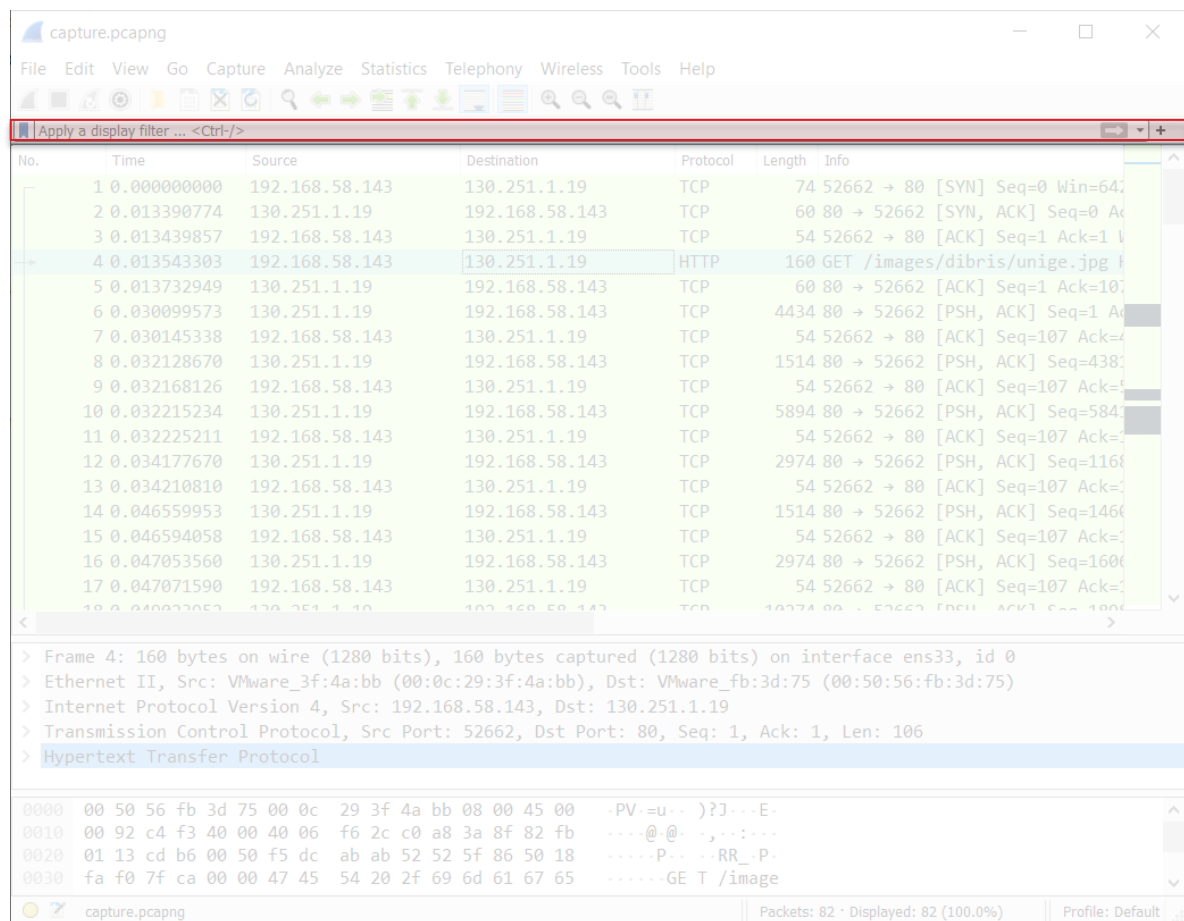 capture.pcapng
File Edit View Go Capture Analyze Statistics Telephony Wireless Tools Help
Apply a display filter ... <Ctrl-/> +
No. Time Source Destination Protocol Length Info
1 0.000000000 192.168.58.143 130.251.1.19 TCP 74 52662 → 80 [SYN] Seq=0 Win=642
2 0.013390774 130.251.1.19 192.168.58.143 TCP 60 80 → 52662 [SYN, ACK] Seq=0
3 0.013439857 192.168.58.143 130.251.1.19 TCP 54 52662 → 80 [ACK] Seq=1 Ack=1
4 0.013543303 192.168.58.143 130.251.1.19 HTTP 160 GET /images/dibris/unige.jpg
5 0.013732949 130.251.1.19 192.168.58.143 TCP 60 80 → 52662 [ACK] Seq=1 Ack=107
6 0.030099573 130.251.1.19 192.168.58.143 TCP 4434 80 → 52662 [PSH, ACK] Seq=1
7 0.030145338 192.168.58.143 130.251.1.19 TCP 54 52662 → 80 [ACK] Seq=107
8 0.032128670 130.251.1.19 192.168.58.143 TCP 1514 80 → 52662 [PSH, ACK] Seq=4381
9 0.032168126 192.168.58.143 130.251.1.19 TCP 54 52662 → 80 [ACK] Seq=107
10 0.032215234 130.251.1.19 192.168.58.143 TCP 5894 80 → 52662 [PSH, ACK] Seq=5841
11 0.032225211 192.168.58.143 130.251.1.19 TCP 54 52662 → 80 [ACK] Seq=107
12 0.034177670 130.251.1.19 192.168.58.143 TCP 2974 80 → 52662 [PSH, ACK] Seq=1168
13 0.034210810 192.168.58.143 130.251.1.19 TCP 54 52662 → 80 [ACK] Seq=107
14 0.046559953 130.251.1.19 192.168.58.143 TCP 1514 80 → 52662 [PSH, ACK] Seq=1460
15 0.046594058 192.168.58.143 130.251.1.19 TCP 54 52662 → 80 [ACK] Seq=107
16 0.047053560 130.251.1.19 192.168.58.143 TCP 2974 80 → 52662 [PSH, ACK] Seq=1606
17 0.047071590 192.168.58.143 130.251.1.19 TCP 54 52662 → 80 [ACK] Seq=107
> Frame 4: 160 bytes on wire (1280 bits), 160 bytes captured (1280 bits) on interface ens33, id 0
> Ethernet II, Src: VMware_3f:4a:bb (00:0c:29:3f:4a:bb), Dst: VMware_fb:3d:75 (00:50:56:fb:3d:75)
> Internet Protocol Version 4, Src: 192.168.58.143, Dst: 130.251.1.19
> Transmission Control Protocol, Src Port: 52662, Dst Port: 80, Seq: 1, Ack: 1, Len: 106
> Hypertext Transfer Protocol
0000 00 50 56 fb 3d 75 00 0c 29 3f 4a bb 08 00 45 00 ·PV·=u·· )?J···E·
0010 00 92 c4 f3 40 00 40 06 f6 2c c0 a8 3a 8f 82 fb ····@·@· ·,··:···
0020 01 13 cd b6 00 50 f5 dc ab ab 52 52 5f 86 50 18 ·····P·· ··RR_·P·
0030 fa f0 7f ca 00 00 47 45 54 20 2f 69 6d 61 67 65 ······GE T /image
capture.pcapng Packets: 82 · Displayed: 82 (100.0%) Profile: Default